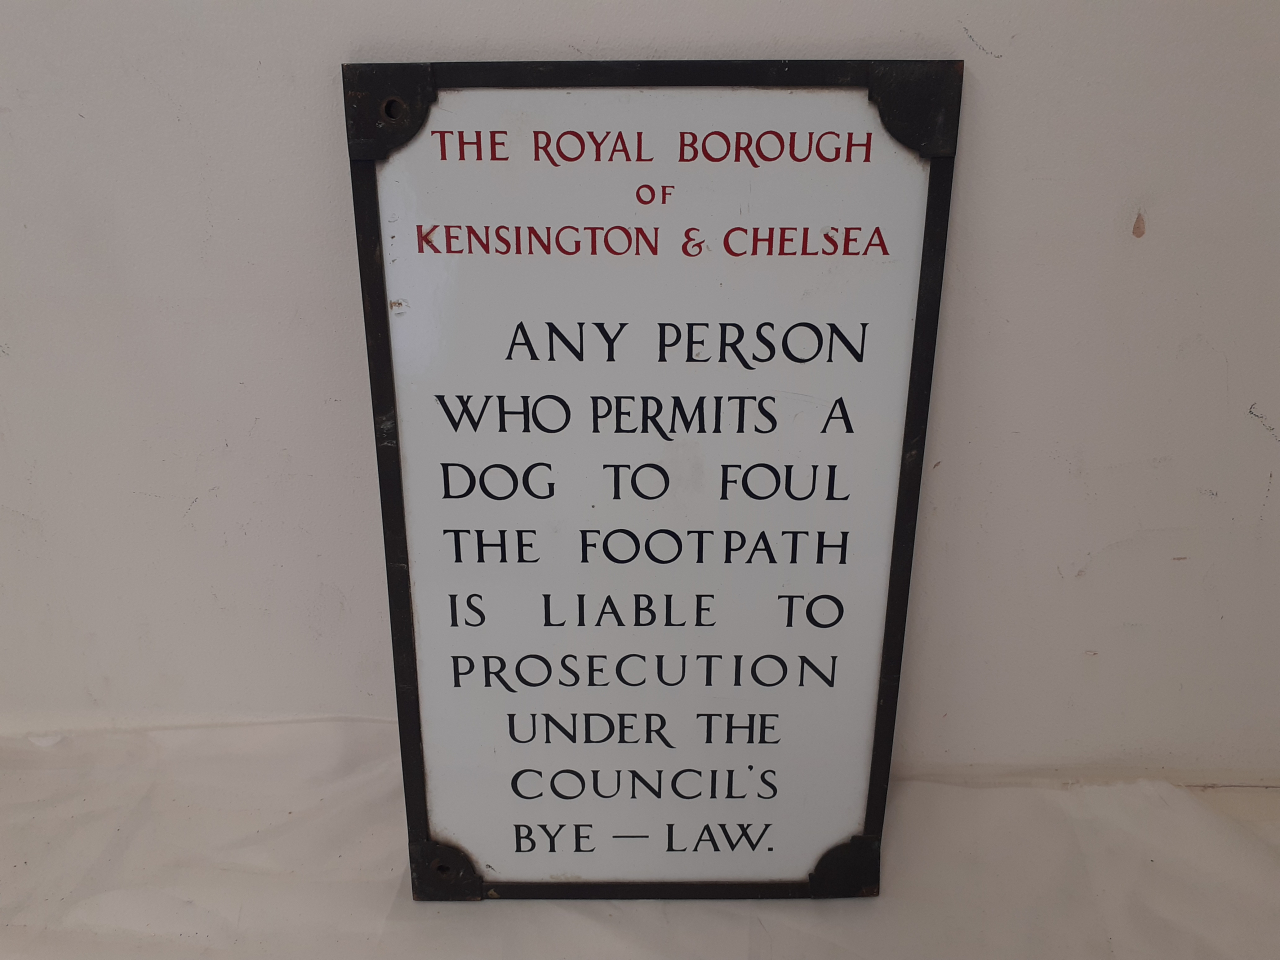 THE ROYAL BOROUGH
OF
KENSINGTON & CHELSEA
ANY PERSON
WHO PERMITS A
DOG TO FOUL
THE FOOTPATH
IS LIABLE TO
PROSECUTION
UNDER THE
COUNCIL'S
BYE — LAW.